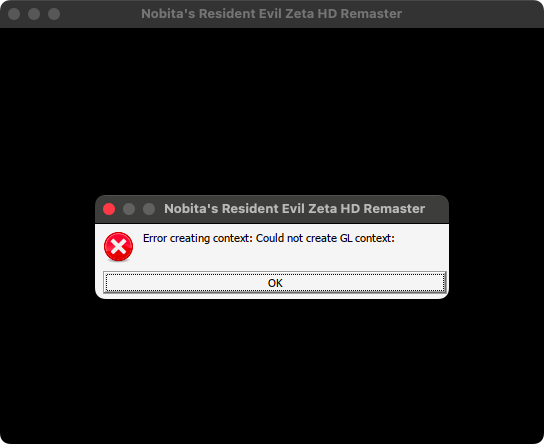 Nobita's Resident Evil Zeta HD Remaster
Nobita's Resident Evil Zeta HD Remaster
Error creating context: Could not create GL context:
OK